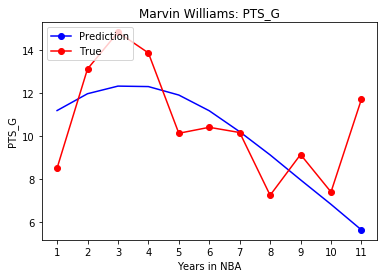 Marvin Williams: PTS_G
Prediction
True
PTS_G
14
12
10
8
6
1 2 3 4 5 6 7 8 9 10 11
Years in NBA